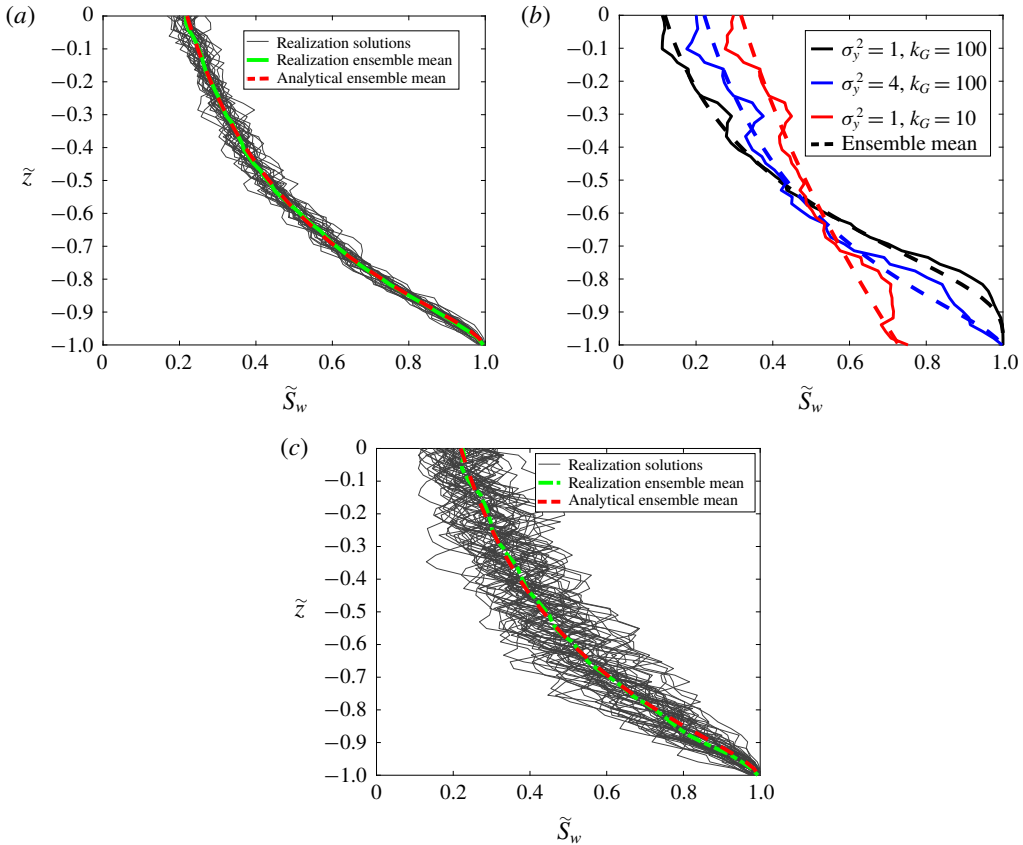 (a)
0
−0.1
−0.2
−0.3
−0.4
−0.5
−0.6
−0.7
−0.8
−0.9
−1.0
z̃
0 0.2 0.4 0.6 0.8 1.0
S̃w
Realization solutions
Realization ensemble mean
Analytical ensemble mean
(b)
0
−0.1
−0.2
−0.3
−0.4
−0.5
−0.6
−0.7
−0.8
−0.9
−1.0
0 0.2 0.4 0.6 0.8 1.0
S̃w
σy² = 1, kG = 100
σy² = 4, kG = 100
σy² = 1, kG = 10
Ensemble mean
(c)
0
−0.1
−0.2
−0.3
−0.4
−0.5
−0.6
−0.7
−0.8
−0.9
−1.0
z̃
0 0.2 0.4 0.6 0.8 1.0
S̃w
Realization solutions
Realization ensemble mean
Analytical ensemble mean